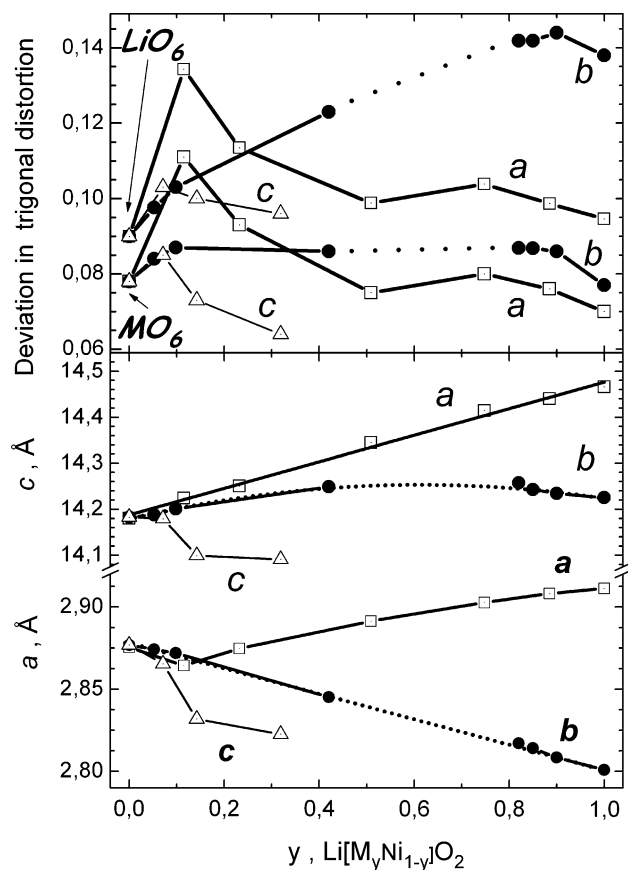 Deviation in trigonal distortion
0,14
0,12
0,10
0,08
0,06
LiO6
MO6
b
a
c
b
a
c
c , Å
14,5
14,4
14,3
14,2
14,1
a
b
c
a , Å
2,90
2,85
2,80
a
b
c
0,0 0,2 0,4 0,6 0,8 1,0
y , Li[MyNi1-y]O2